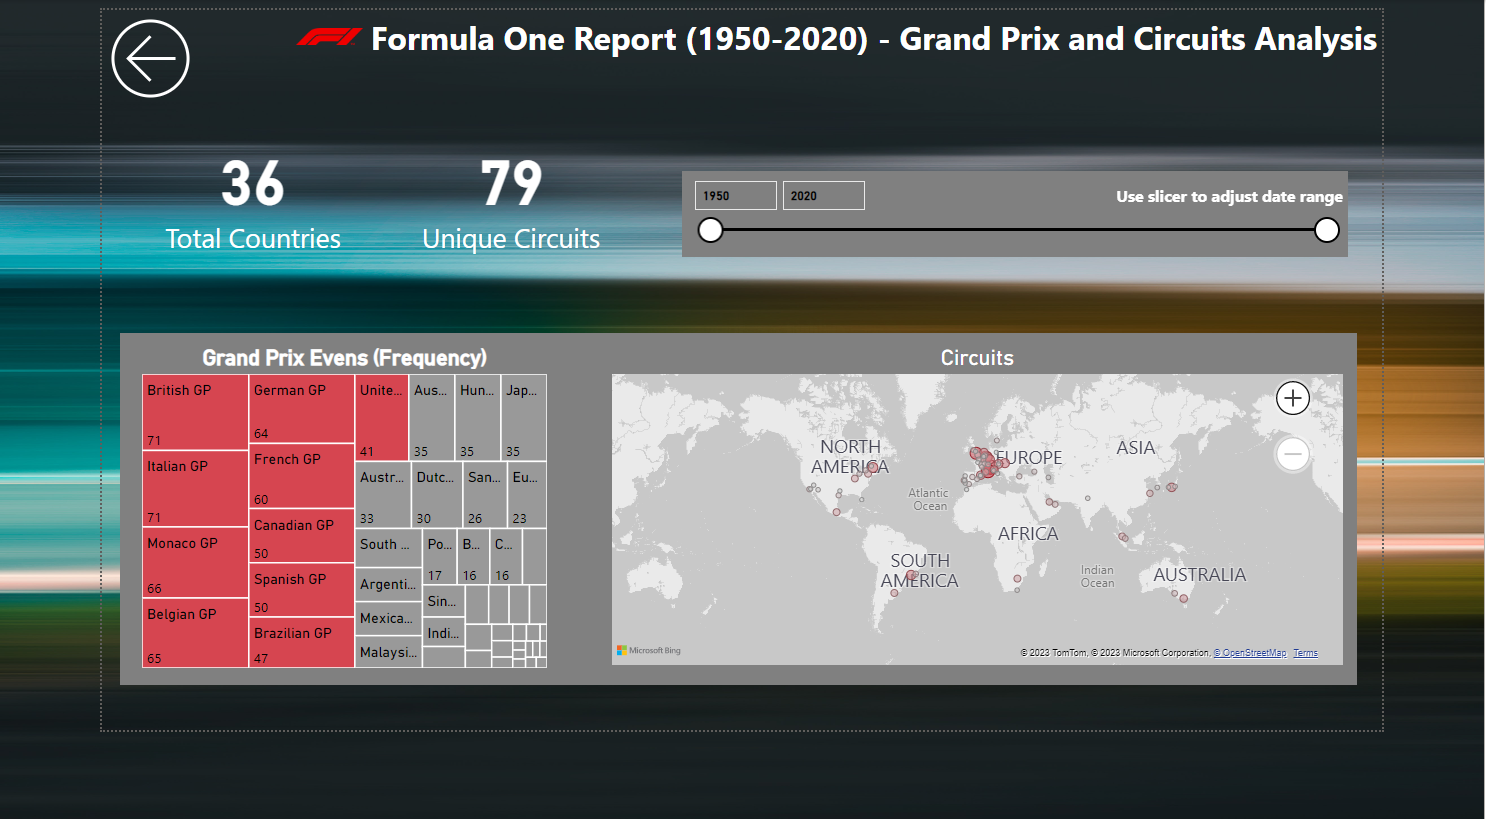 F1 Formula One Report (1950-2020) - Grand Prix and Circuits Analysis
36
Total Countries
79
Unique Circuits
1950
2020
Use slicer to adjust date range
Grand Prix Evens (Frequency)
British GP
71
Italian GP
71
Monaco GP
66
Belgian GP
65
German GP
64
French GP
60
Canadian GP
50
Spanish GP
50
Brazilian GP
47
Unite...
41
Aus...
35
Hun...
35
Jap...
35
Austr...
33
Dutc...
30
San...
26
Eu...
23
South ...
Argenti...
Mexica...
Malaysi...
Po...
17
B...
16
C...
16
Sin...
Indi...
Circuits
NORTH
AMERICA
EUROPE
ASIA
Atlantic
Ocean
AFRICA
SOUTH
AMERICA
Indian
Ocean
AUSTRALIA
Microsoft Bing
© 2023 TomTom, © 2023 Microsoft Corporation, © OpenStreetMap Terms